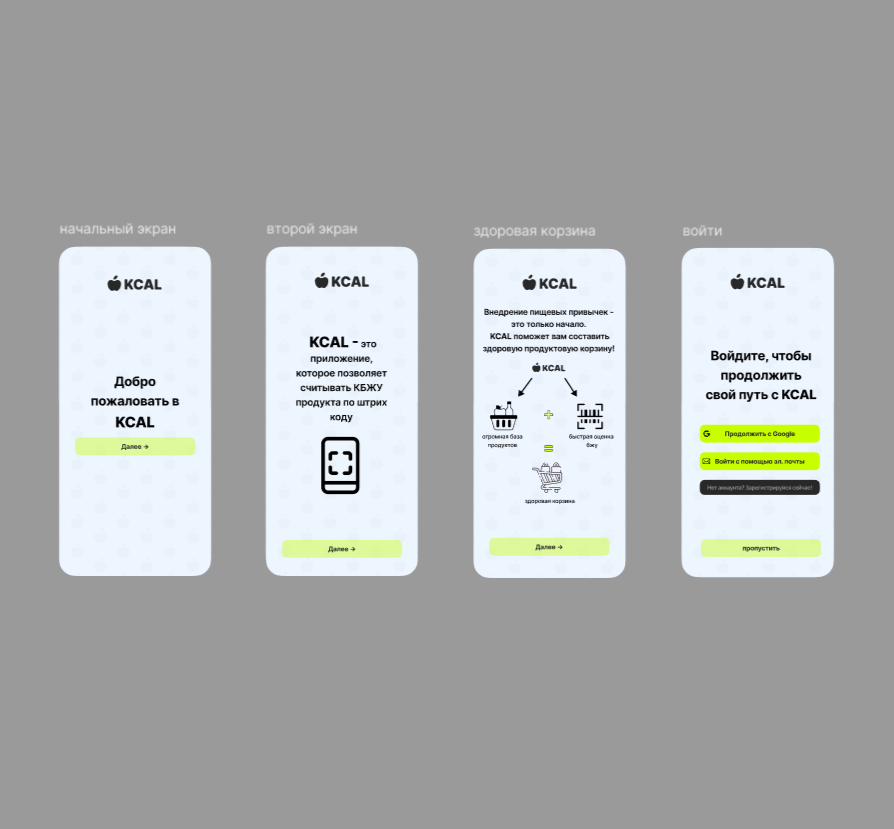 начальный экран
KCAL
Добро
пожаловать в
KCAL
Далее →
второй экран
KCAL
KCAL - это
приложение,
которое позволяет
считывать КБЖУ
продукта по штрих
коду
Далее →
здоровая корзина
KCAL
Внедрение пищевых привычек -
это только начало.
KCAL поможет вам составить
здоровую продуктовую корзину!
KCAL
огромная база
продуктов
+
быстрая оценка
бжу
=
здоровая корзина
Далее →
войти
KCAL
Войдите, чтобы
продолжить
свой путь с KCAL
Продолжить с Google
Войти с помощью эл. почты
Нет аккаунта? Зарегистрируйся сейчас!
пропустить